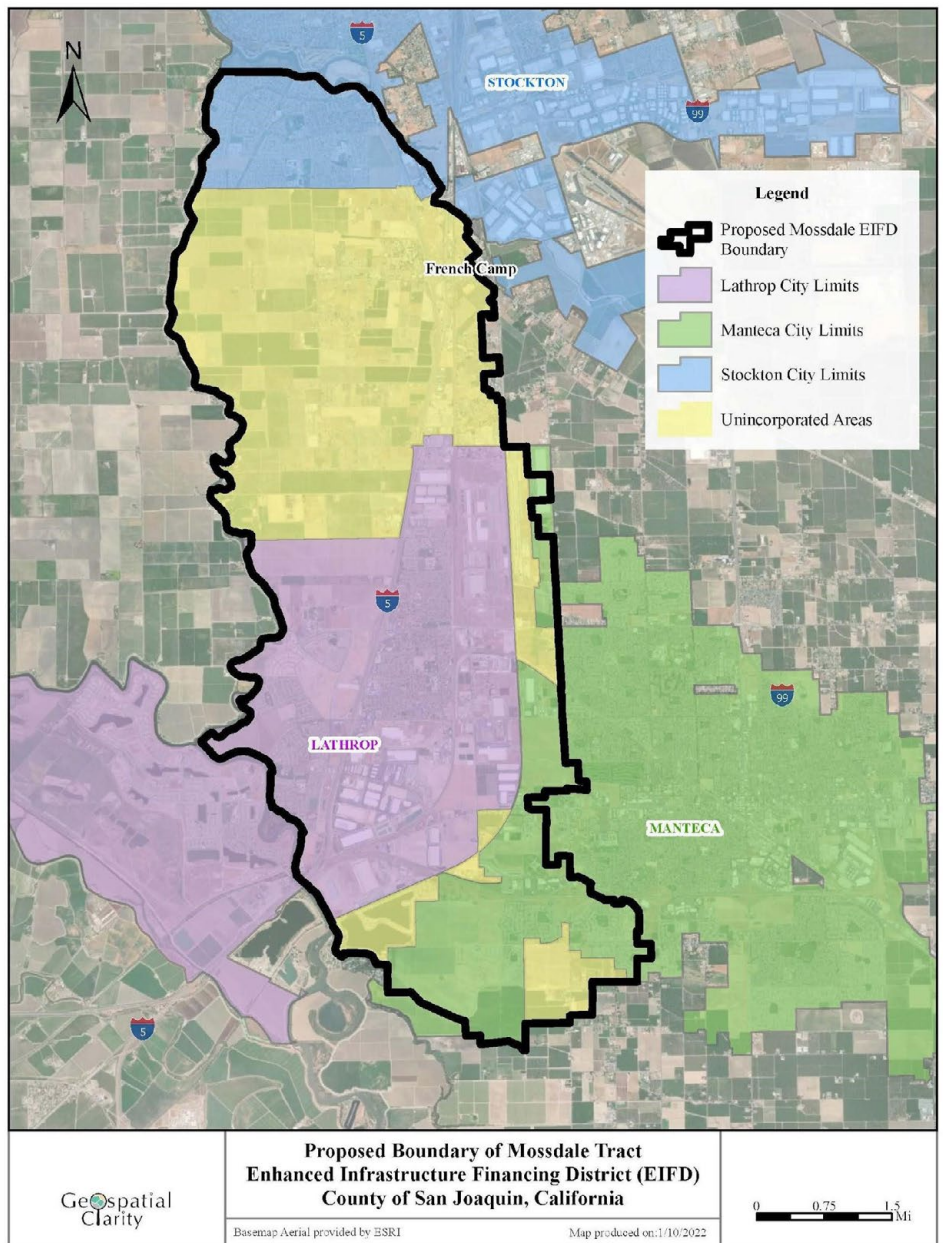 N
5
STOCKTON
99
Legend
Proposed Mossdale EIFD
Boundary
Lathrop City Limits
Manteca City Limits
Stockton City Limits
Unincorporated Areas
French Camp
5
99
LATHROP
MANTECA
5
Geospatial
Clarity
Proposed Boundary of Mossdale Tract
Enhanced Infrastructure Financing District (EIFD)
County of San Joaquin, California
Basemap Aerial provided by ESRI
Map produced on:1/10/2022
0 0.75 1.5
Mi